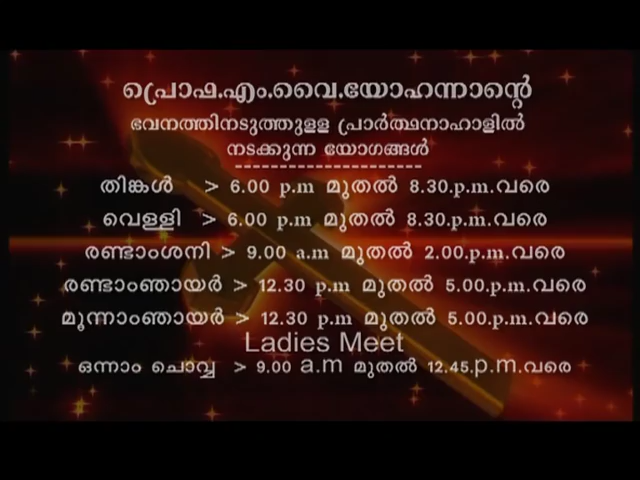 പ്രൊഫ.എം.വൈ.യോഹന്നാന്റെ
ഭവനത്തിനടുത്തുളള പ്രാർത്ഥനാഹാളിൽ
നടക്കുന്ന യോഗങ്ങൾ
--------------------
തിങ്കൾ > 6.00 p.m മുതൽ 8.30.p.m.വരെ
വെള്ളി > 6.00 p.m മുതൽ 8.30.p.m.വരെ
രണ്ടാംശനി > 9.00 a.m മുതൽ 2.00.p.m.വരെ
രണ്ടാംഞായർ > 12.30 p.m മുതൽ 5.00.p.m.വരെ
മൂന്നാംഞായർ > 12.30 p.m മുതൽ 5.00.p.m.വരെ
Ladies Meet
ഒന്നാം ചൊവ്വ > 9.00 a.m മുതൽ 12.45.p.m.വരെ